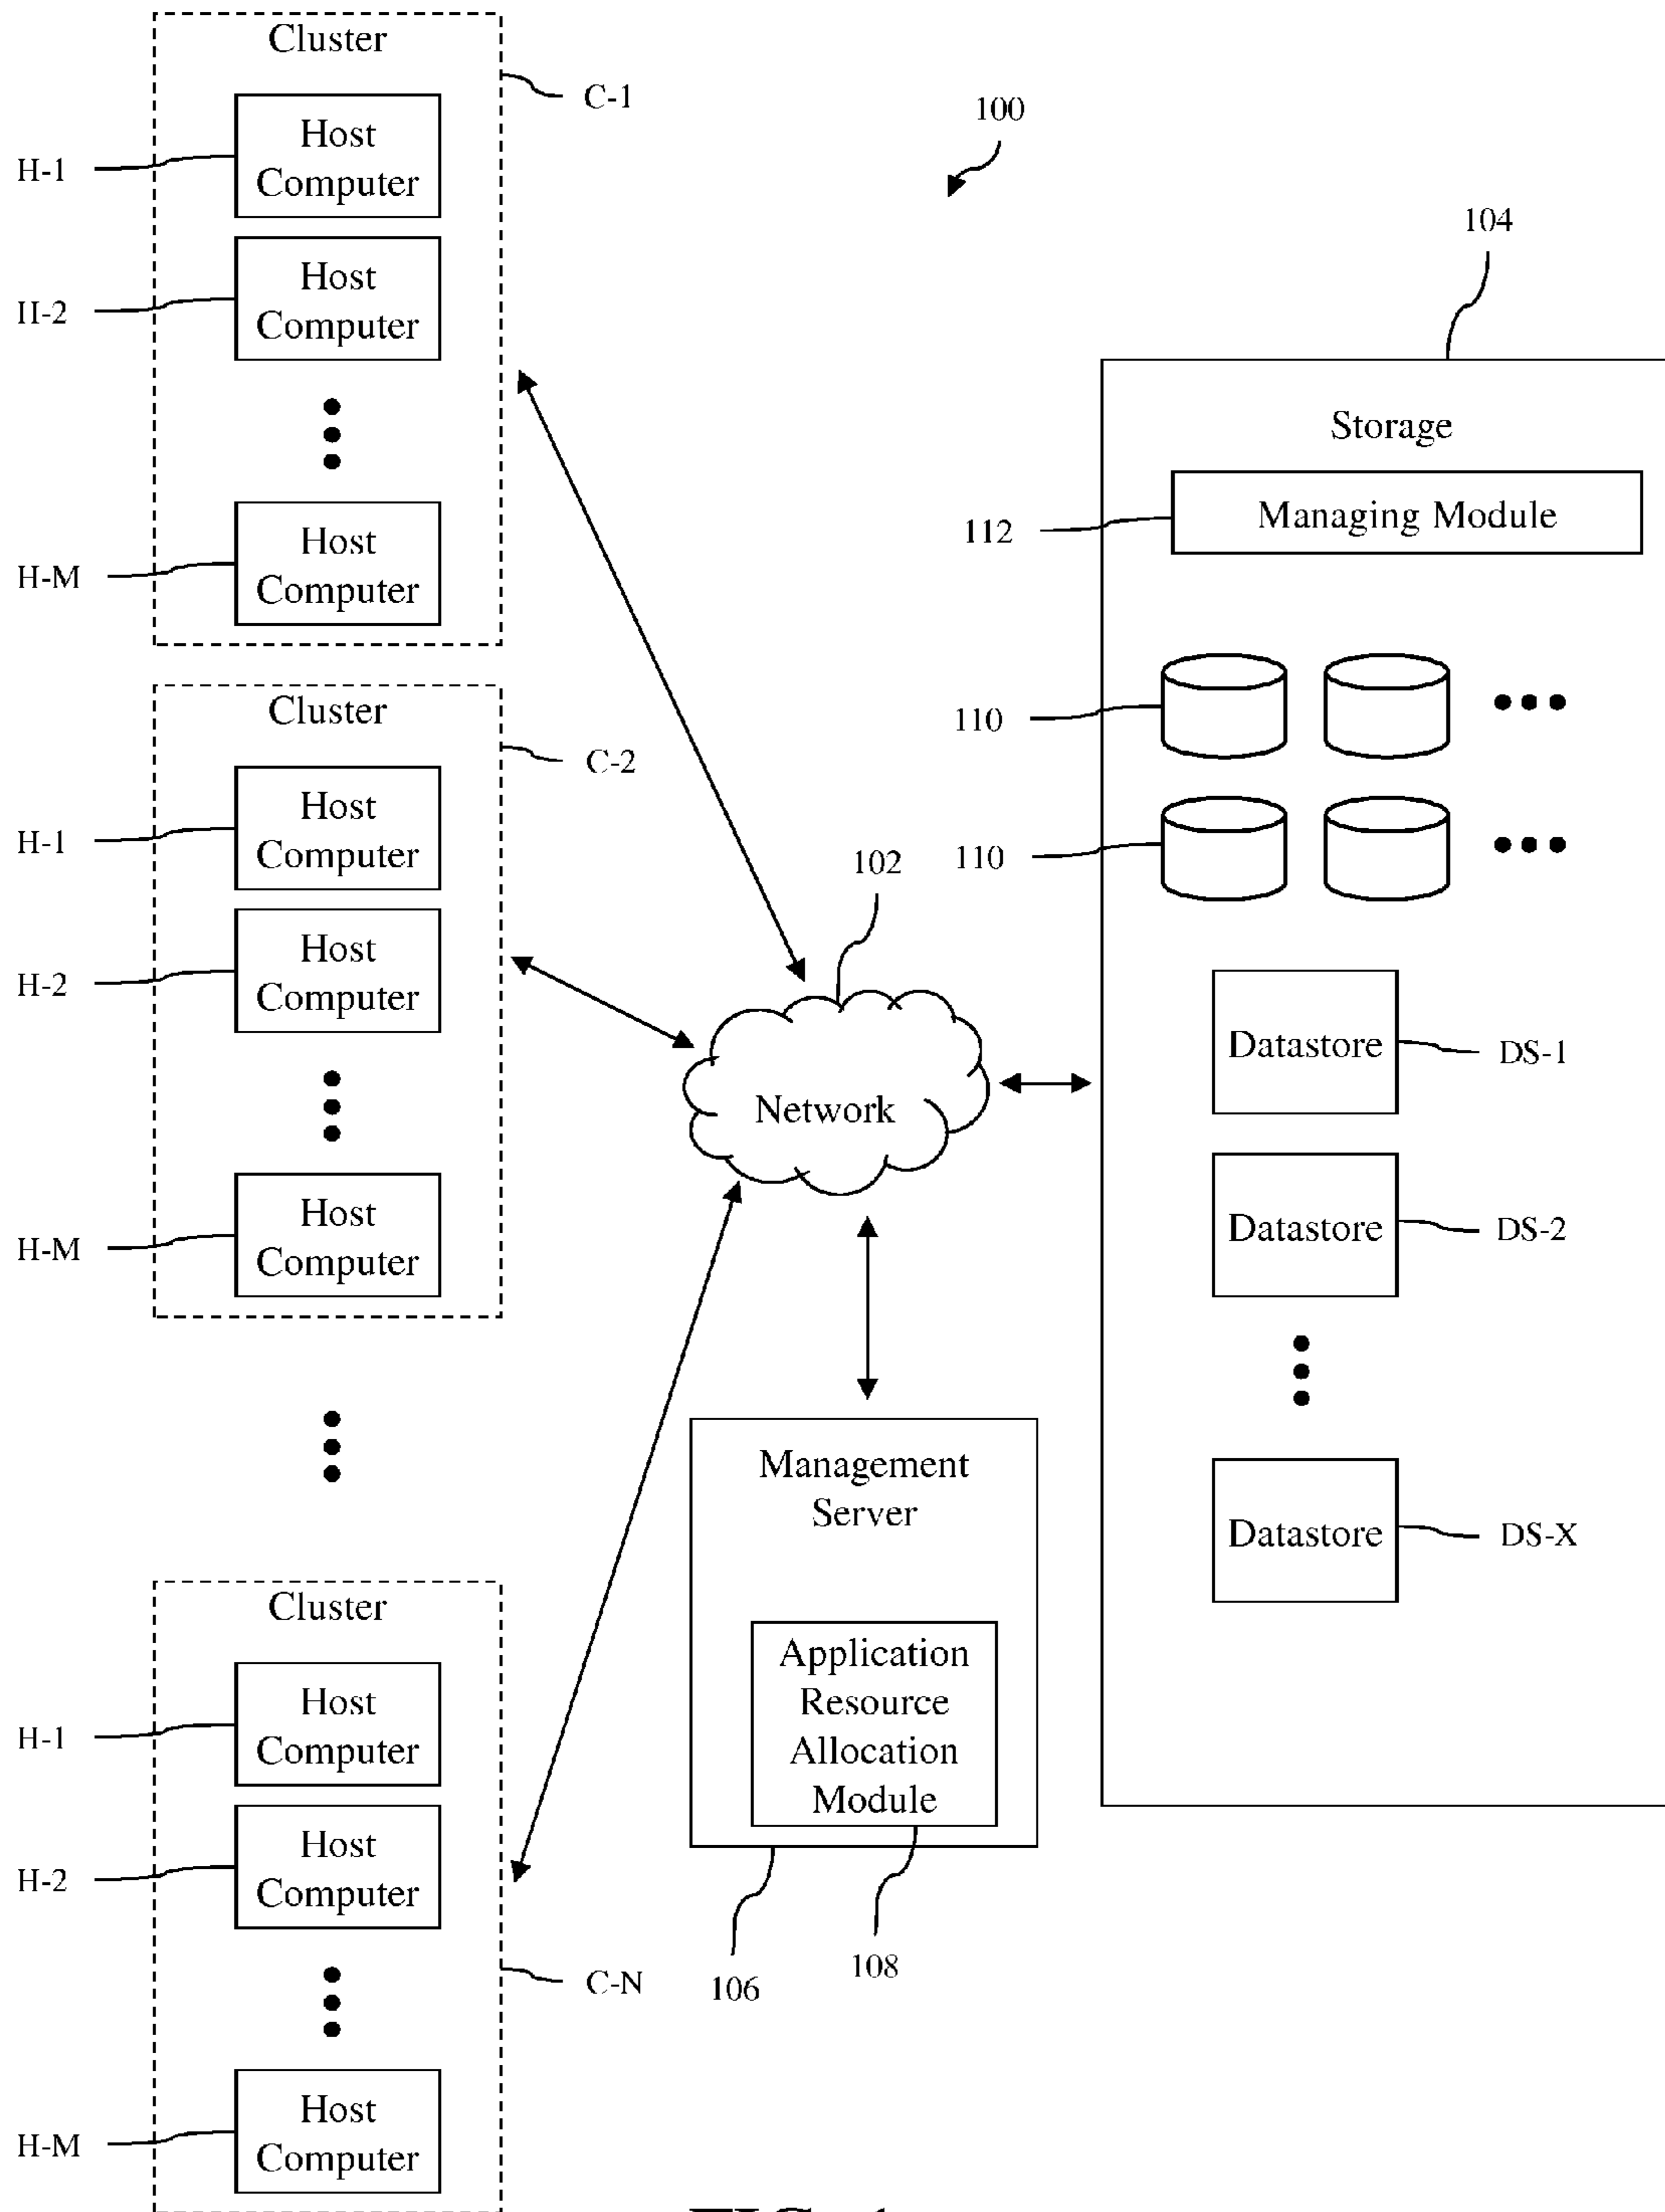 Cluster
C-1
Host
Computer
H-1
Host
Computer
H-2
Host
Computer
H-M
Cluster
C-2
Host
Computer
H-1
Host
Computer
H-2
Host
Computer
H-M
Cluster
Host
Computer
H-1
Host
Computer
H-2
C-N
Host
Computer
H-M
100
102
Network
Management
Server
Application
Resource
Allocation
Module
106
108
104
Storage
Managing Module
112
110
110
Datastore
DS-1
Datastore
DS-2
Datastore
DS-X